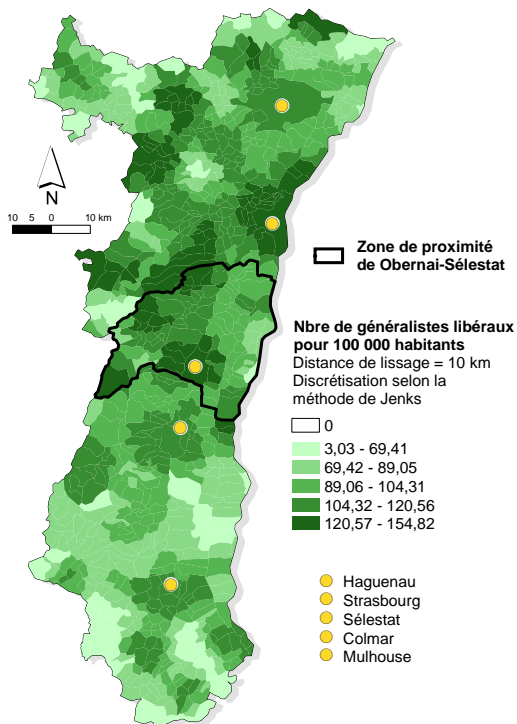 N
10 5 0 10 km
Zone de proximité
de Obernai-Sélestat
Nbre de généralistes libéraux
pour 100 000 habitants
Distance de lissage = 10 km
Discrétisation selon la
méthode de Jenks
0
3,03 - 69,41
69,42 - 89,05
89,06 - 104,31
104,32 - 120,56
120,57 - 154,82
Haguenau
Strasbourg
Sélestat
Colmar
Mulhouse